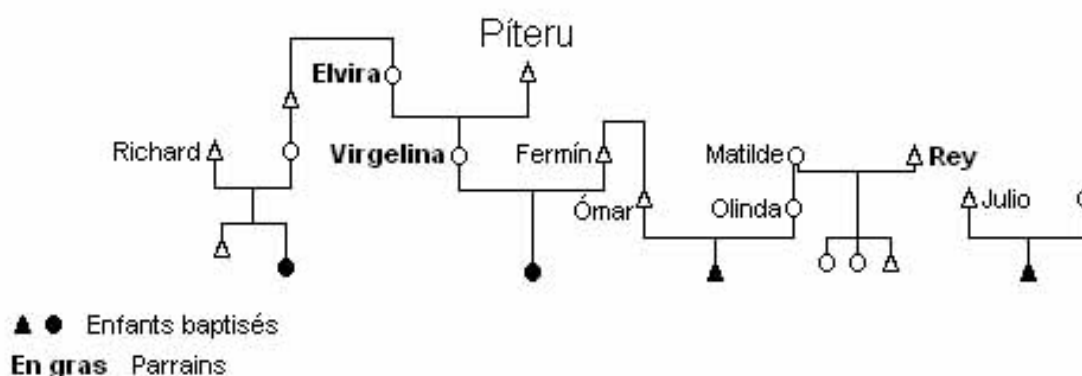 Píteru
Elvira
Richard Virgelina Fermín Matilde Rey
Ómar Olinda Julio
Enfants baptisés
En gras Parrains